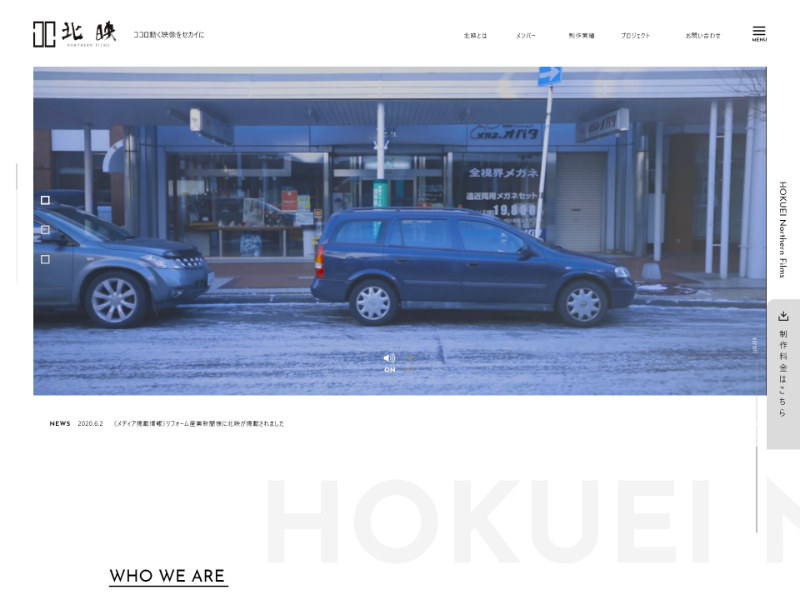 北映
NORTHERN FILMS
ココロ動く映像をセカイに
北映とは
メンバー
制作実績
プロジェクト
お問い合わせ
MENU
メガネのオバタ
全視界メガネ
遠近両用メガネセット
19,800
ON
scroll
HOKUEI Northern Films
制作料金はこちら
NEWS 2020.6.2 《メディア掲載情報》リフォーム産業新聞様に北映が掲載されました
HOKUEI N
WHO WE ARE